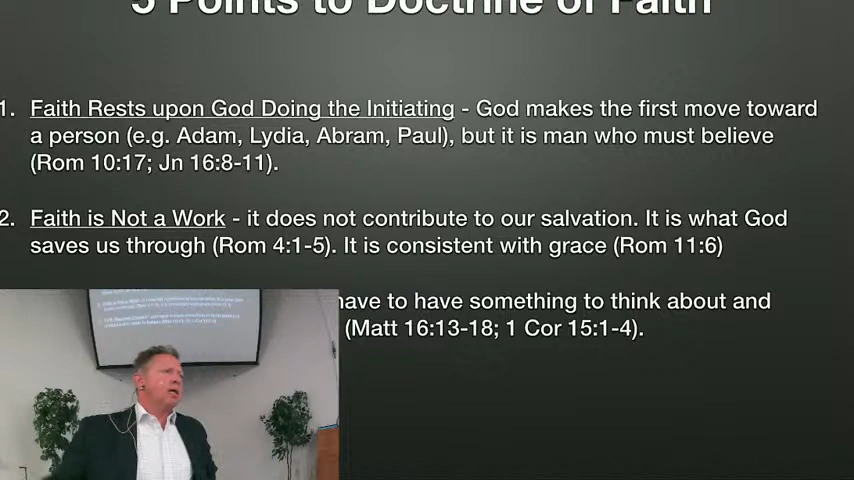 5 Points to Doctrine of Faith
1. Faith Rests upon God Doing the Initiating - God makes the first move toward
a person (e.g. Adam, Lydia, Abram, Paul), but it is man who must believe
(Rom 10:17; Jn 16:8-11).
2. Faith is Not a Work - it does not contribute to our salvation. It is what God
saves us through (Rom 4:1-5). It is consistent with grace (Rom 11:6)
have to have something to think about and
(Matt 16:13-18; 1 Cor 15:1-4).